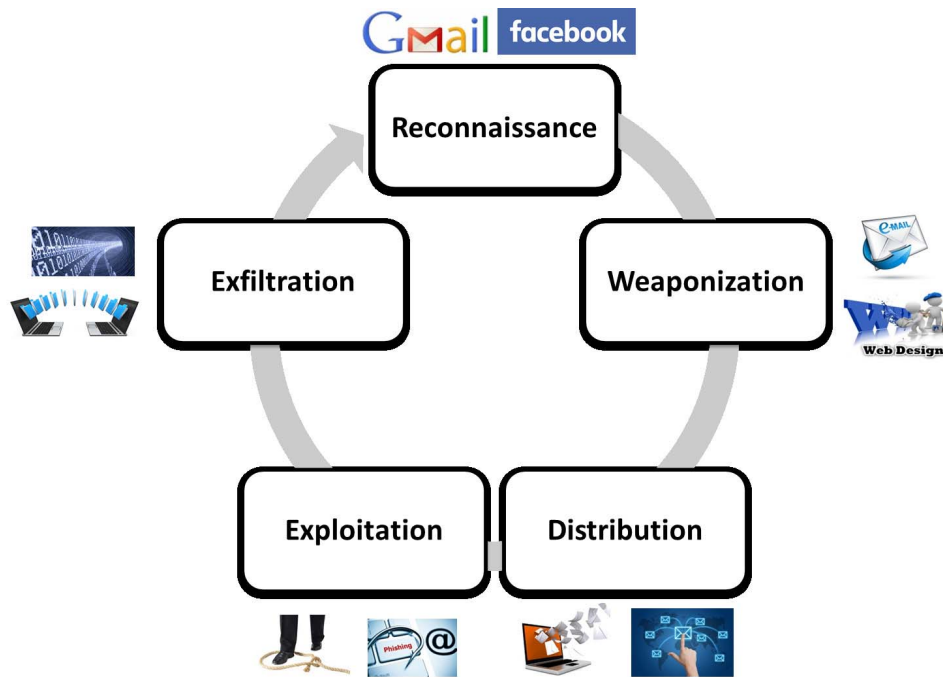 Gmail facebook
Reconnaissance
Exfiltration
Weaponization
e-MAIL
W
Web Design
Exploitation
Distribution
Phishing
@